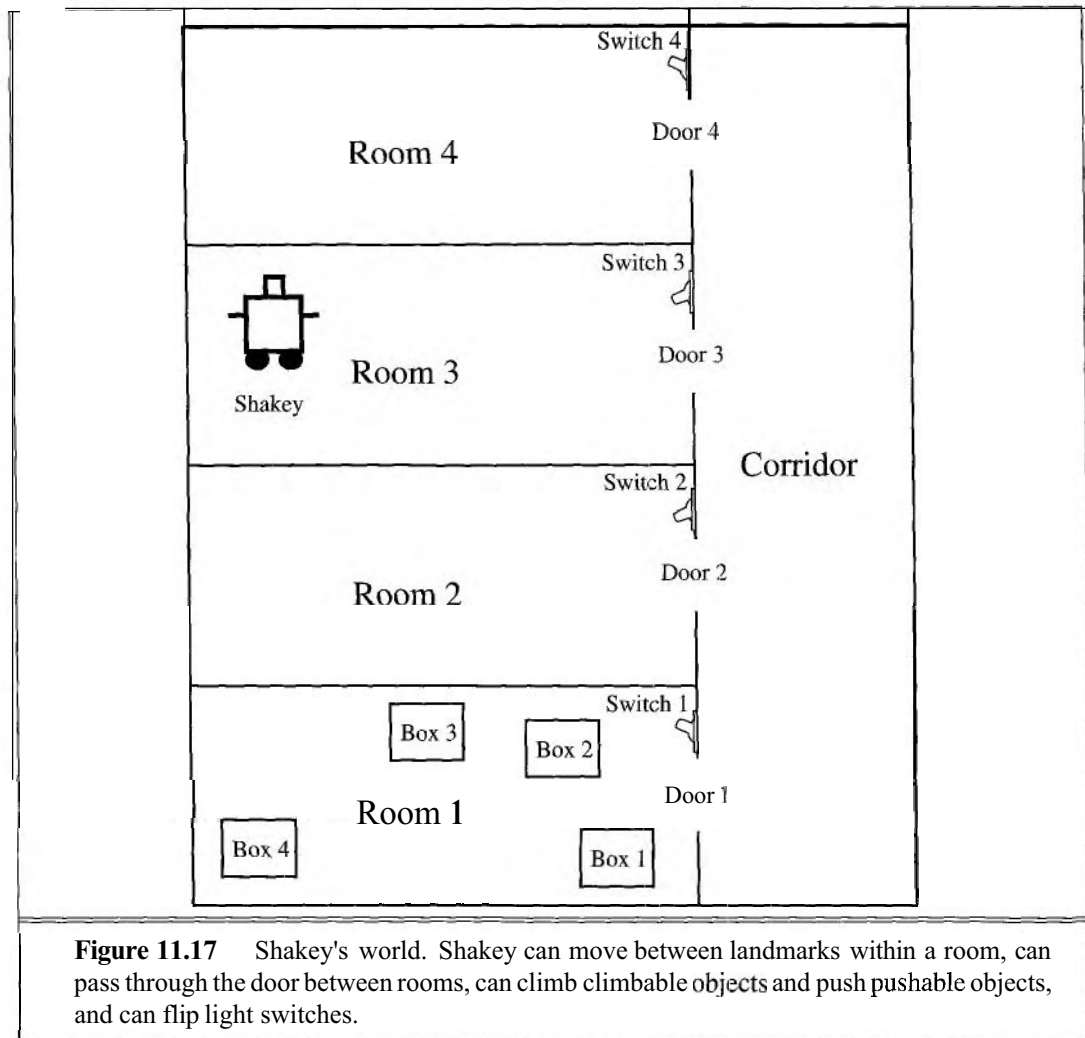 Switch 4
Door 4
Room 4
Switch 3
Door 3
Room 3
Shakey
Corridor
Switch 2
Door 2
Room 2
Switch 1
Box 3
Box 2
Door 1
Room 1
Box 4
Box 1
Figure 11.17 Shakey's world. Shakey can move between landmarks within a room, can
pass through the door between rooms, can climb climbable objects and push pushable objects,
and can flip light switches.